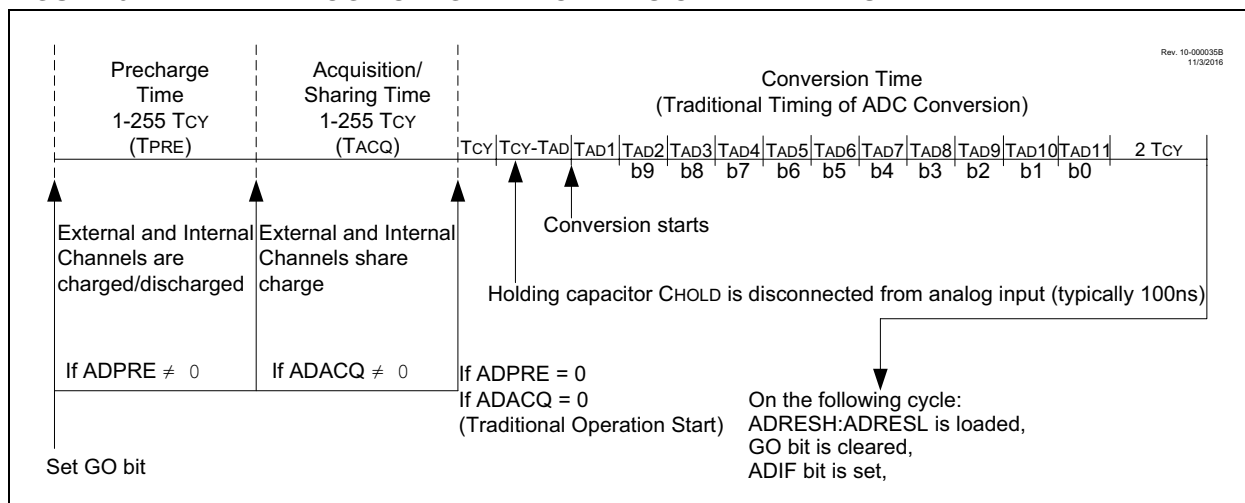 Rev. 10-000035B
11/3/2016
Precharge
Time
1-255 TCY
(TPRE)
Acquisition/
Sharing Time
1-255 TCY
(TACQ)
Conversion Time
(Traditional Timing of ADC Conversion)
TCY TCY-TAD TAD1 TAD2 TAD3 TAD4 TAD5 TAD6 TAD7 TAD8 TAD9 TAD10 TAD11 2 TCY
b9 b8 b7 b6 b5 b4 b3 b2 b1 b0
External and Internal
Channels are
charged/discharged
External and Internal
Channels share
charge
Conversion starts
Holding capacitor CHOLD is disconnected from analog input (typically 100ns)
If ADPRE ≠ 0
If ADACQ ≠ 0
If ADPRE = 0
If ADACQ = 0
(Traditional Operation Start)
On the following cycle:
ADRESH:ADRESL is loaded,
GO bit is cleared,
ADIF bit is set,
Set GO bit